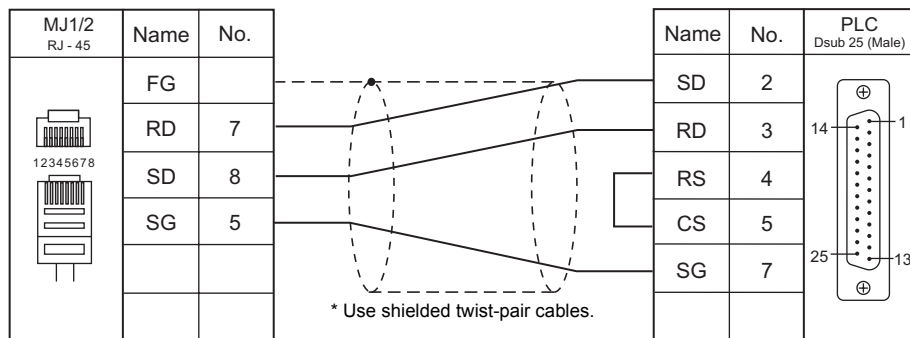 MJ1/2
RJ - 45
Name No.
FG
RD 7
SD 8
SG 5
12345678
* Use shielded twist-pair cables.
Name No.
SD 2
RD 3
RS 4
CS 5
SG 7
PLC
Dsub 25 (Male)
14 1
25 13